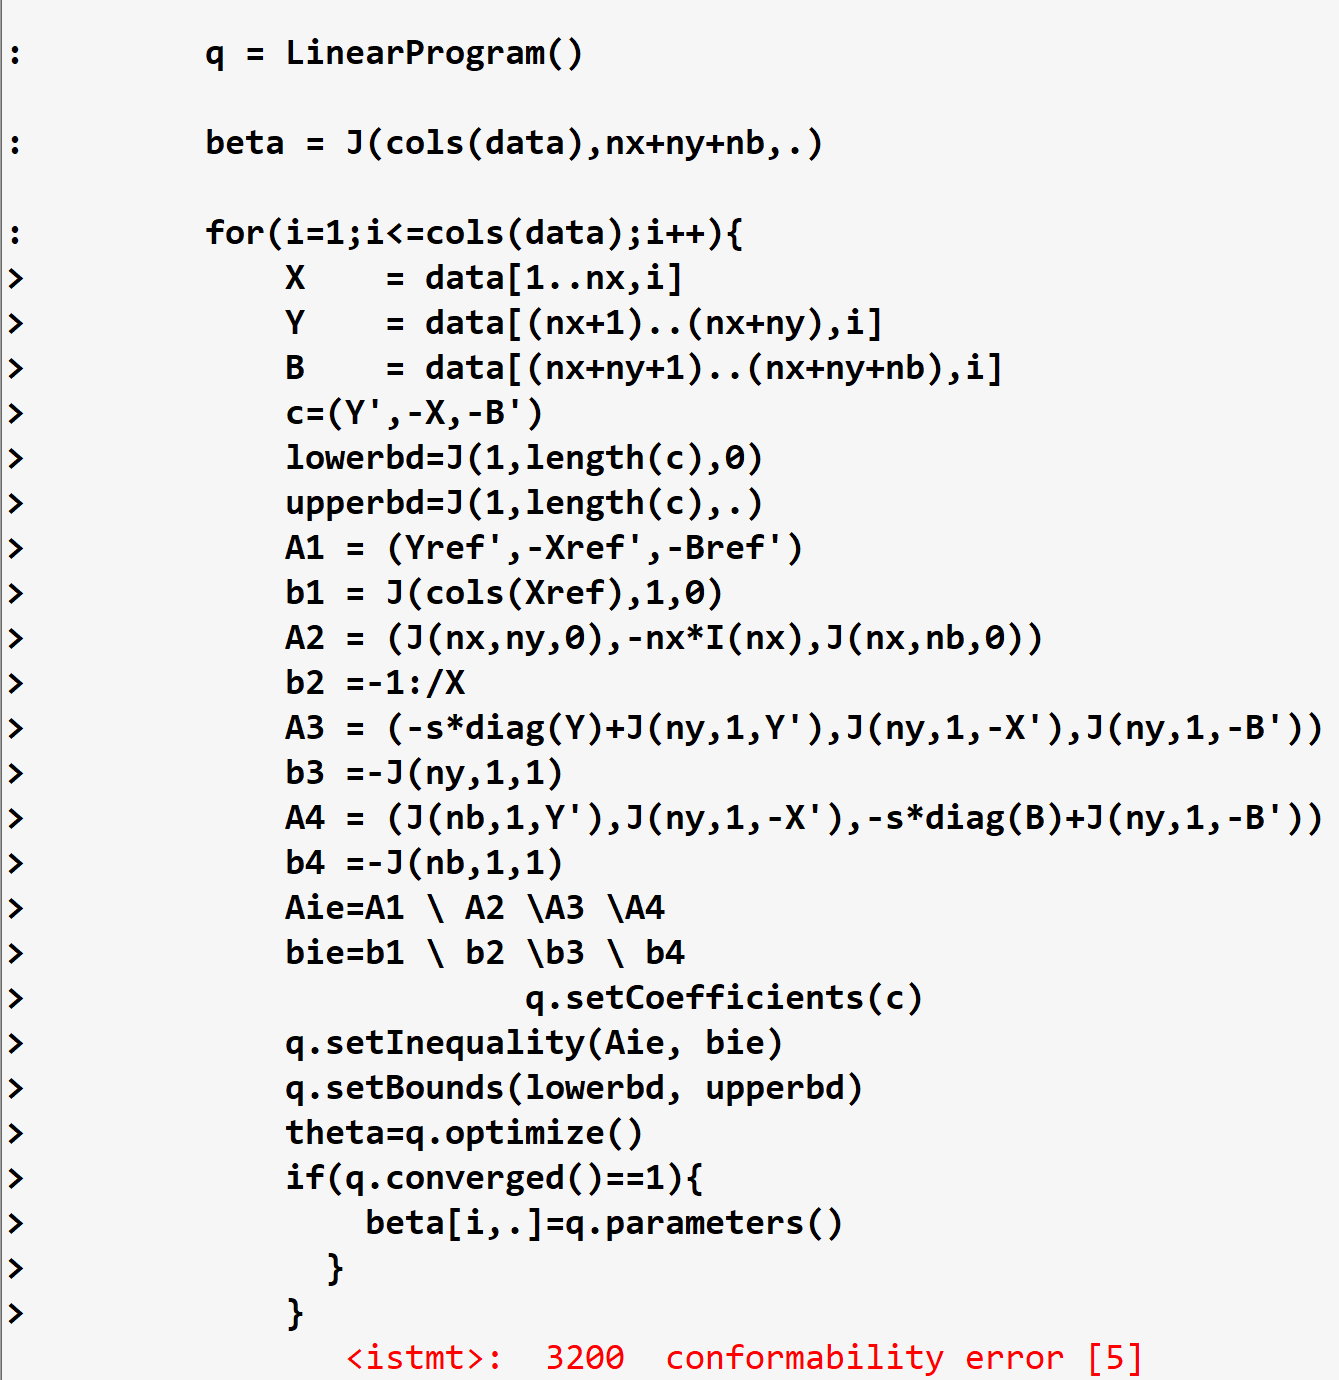 :         q = LinearProgram()
:         beta = J(cols(data),nx+ny+nb,.)
:         for(i=1;i<=cols(data);i++){
>             X    = data[1..nx,i]
>             Y    = data[(nx+1)..(nx+ny),i]
>             B    = data[(nx+ny+1)..(nx+ny+nb),i]
>             c=(Y',-X,-B')
>             lowerbd=J(1,length(c),0)
>             upperbd=J(1,length(c),.)
>             A1 = (Yref',-Xref',-Bref')
>             b1 = J(cols(Xref),1,0)
>             A2 = (J(nx,ny,0),-nx*I(nx),J(nx,nb,0))
>             b2 =-1:/X
>             A3 = (-s*diag(Y)+J(ny,1,Y'),J(ny,1,-X'),J(ny,1,-B'))
>             b3 =-J(ny,1,1)
>             A4 = (J(nb,1,Y'),J(ny,1,-X'),-s*diag(B)+J(ny,1,-B'))
>             b4 =-J(nb,1,1)
>             Aie=A1 \ A2 \A3 \A4
>             bie=b1 \ b2 \b3 \ b4
>                         q.setCoefficients(c)
>             q.setInequality(Aie, bie)
>             q.setBounds(lowerbd, upperbd)
>             theta=q.optimize()
>             if(q.converged()==1){
>                 beta[i,.]=q.parameters()
>               }
>             }
                <istmt>:  3200  conformability error [5]